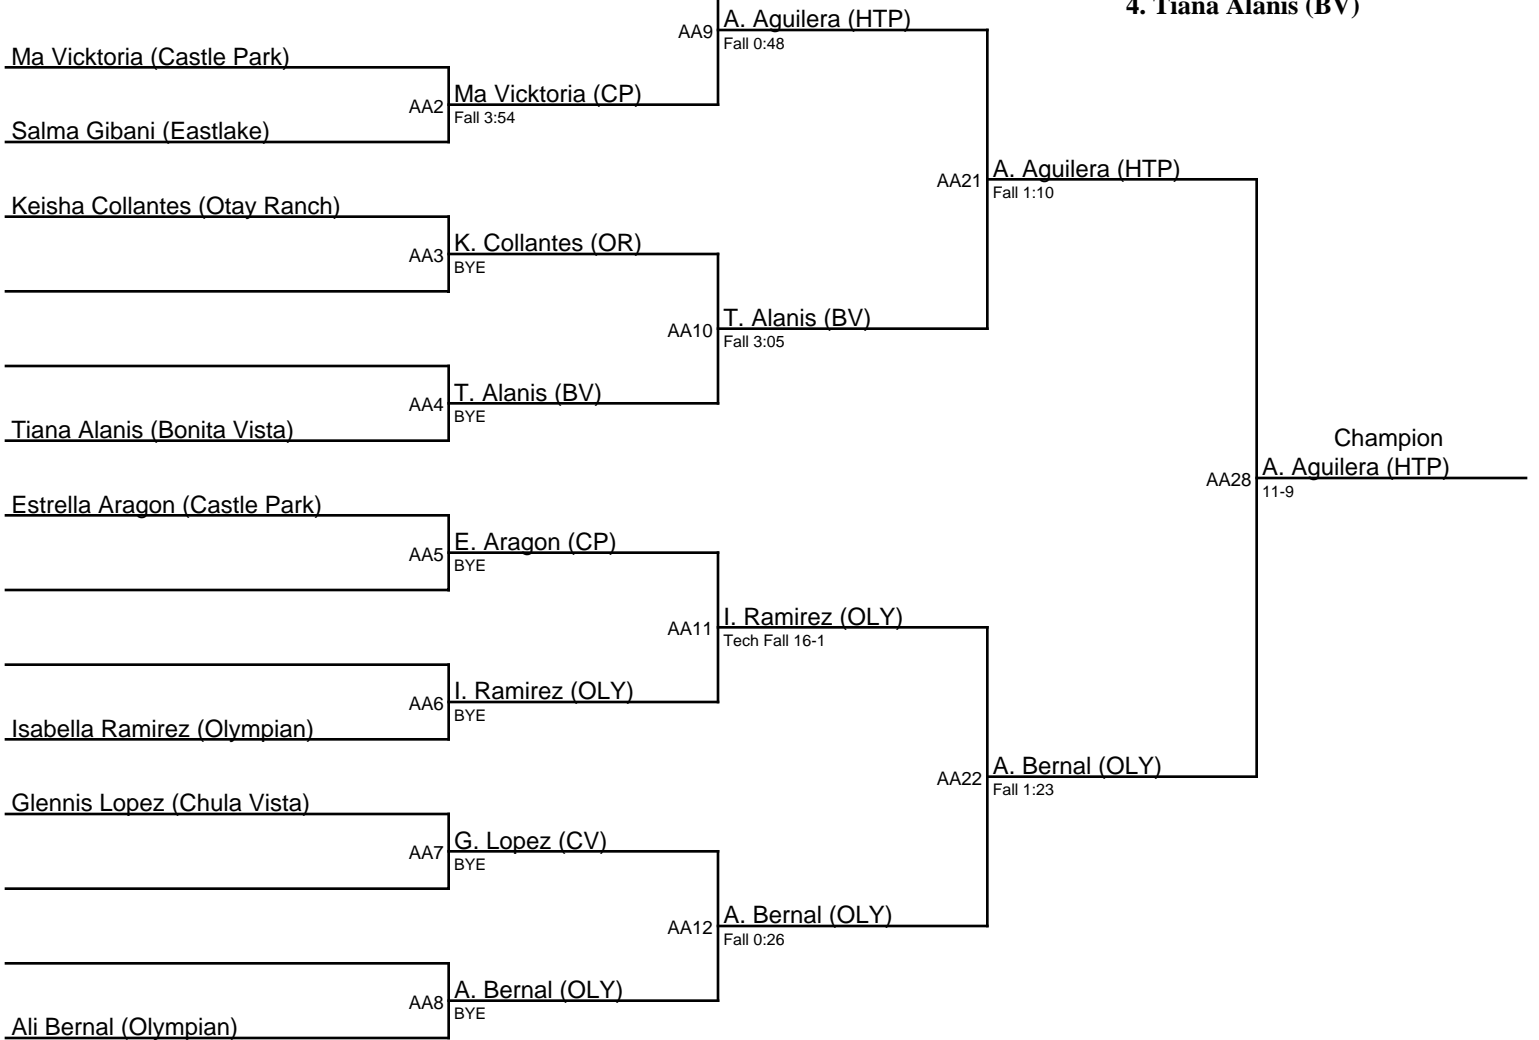 4. Tiana Alanis (BV)
A. Aguilera (HTP)
AA9
Fall 0:48
Ma Vicktoria (Castle Park)
Ma Vicktoria (CP)
AA2
Fall 3:54
Salma Gibani (Eastlake)
A. Aguilera (HTP)
AA21
Fall 1:10
Keisha Collantes (Otay Ranch)
K. Collantes (OR)
AA3
BYE
T. Alanis (BV)
AA10
Fall 3:05
T. Alanis (BV)
AA4
BYE
Tiana Alanis (Bonita Vista)
Champion
A. Aguilera (HTP)
AA28
11-9
Estrella Aragon (Castle Park)
E. Aragon (CP)
AA5
BYE
I. Ramirez (OLY)
AA11
Tech Fall 16-1
I. Ramirez (OLY)
AA6
BYE
Isabella Ramirez (Olympian)
A. Bernal (OLY)
AA22
Fall 1:23
Glennis Lopez (Chula Vista)
G. Lopez (CV)
AA7
BYE
A. Bernal (OLY)
AA12
Fall 0:26
A. Bernal (OLY)
AA8
BYE
Ali Bernal (Olympian)